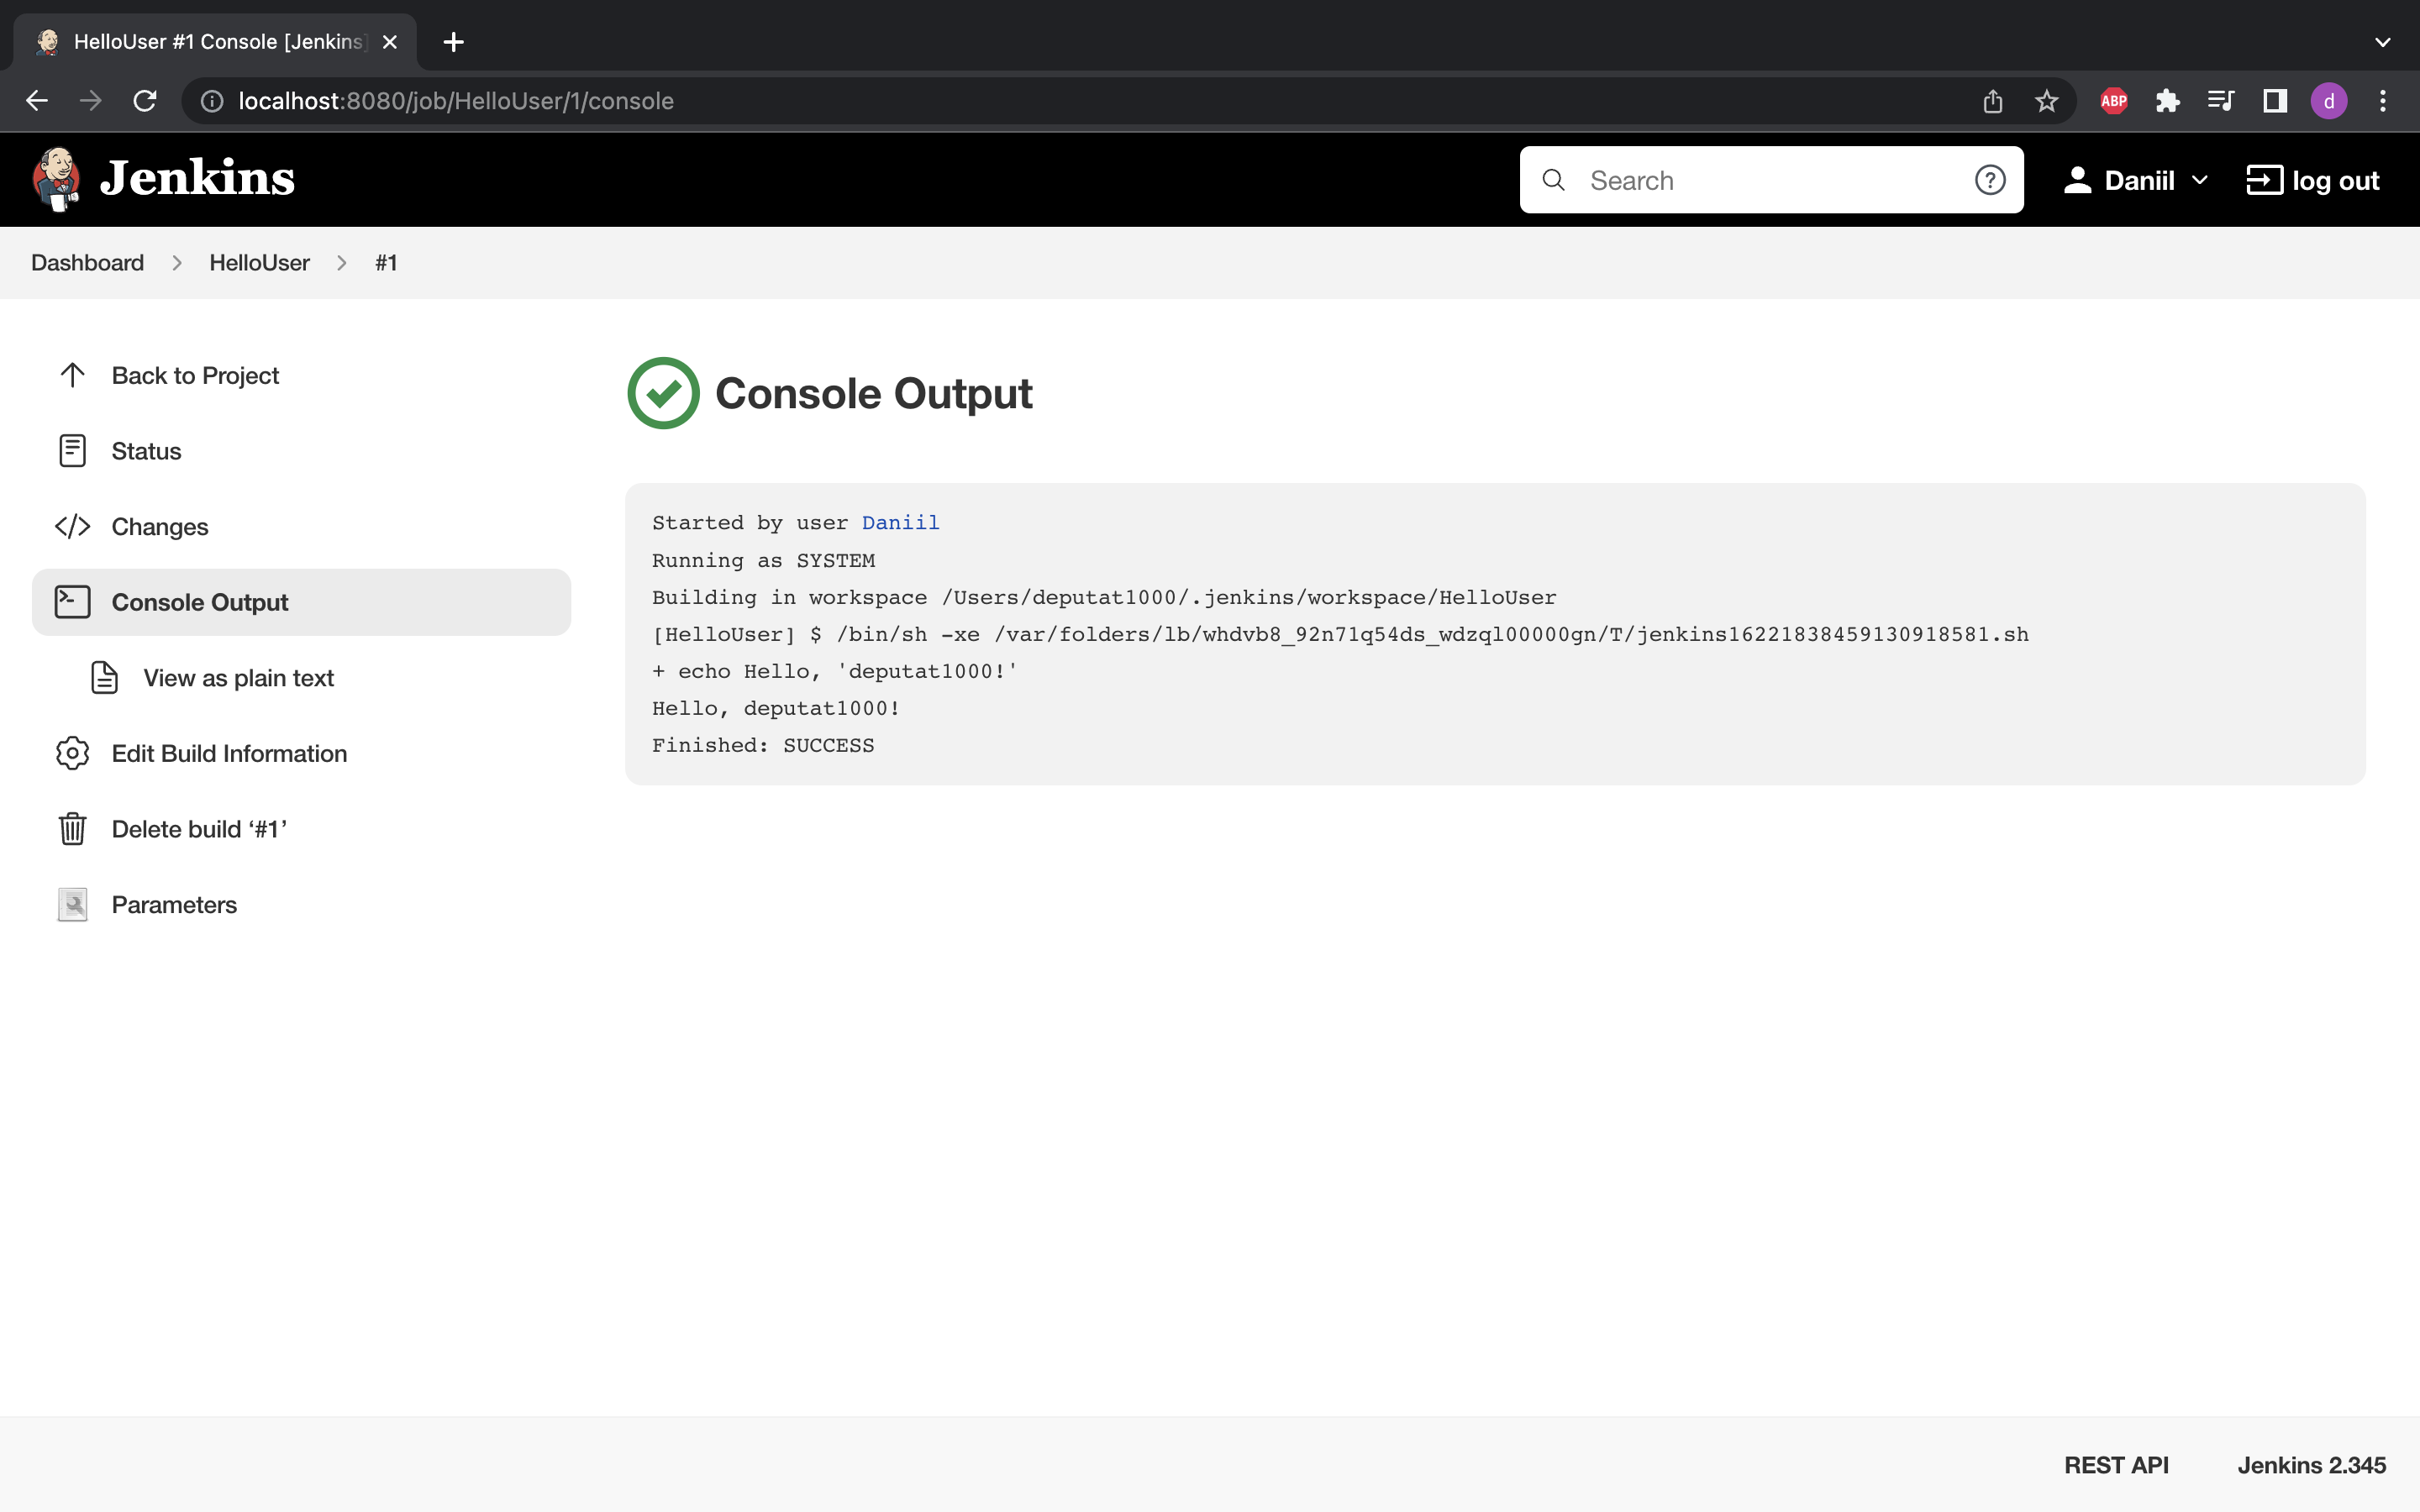 HelloUser #1 Console [Jenkins]
localhost:8080/job/HelloUser/1/console
ABP
d
Jenkins
Search
?
Daniil
log out
Dashboard
HelloUser
#1
Back to Project
Status
Changes
Console Output
View as plain text
Edit Build Information
Delete build ‘#1’
Parameters
Console Output
Started by user Daniil
Running as SYSTEM
Building in workspace /Users/deputat1000/.jenkins/workspace/HelloUser
[HelloUser] $ /bin/sh -xe /var/folders/lb/whdvb8_92n71q54ds_wdzql00000gn/T/jenkins16221838459130918581.sh
+ echo Hello, 'deputat1000!'
Hello, deputat1000!
Finished: SUCCESS
REST API
Jenkins 2.345